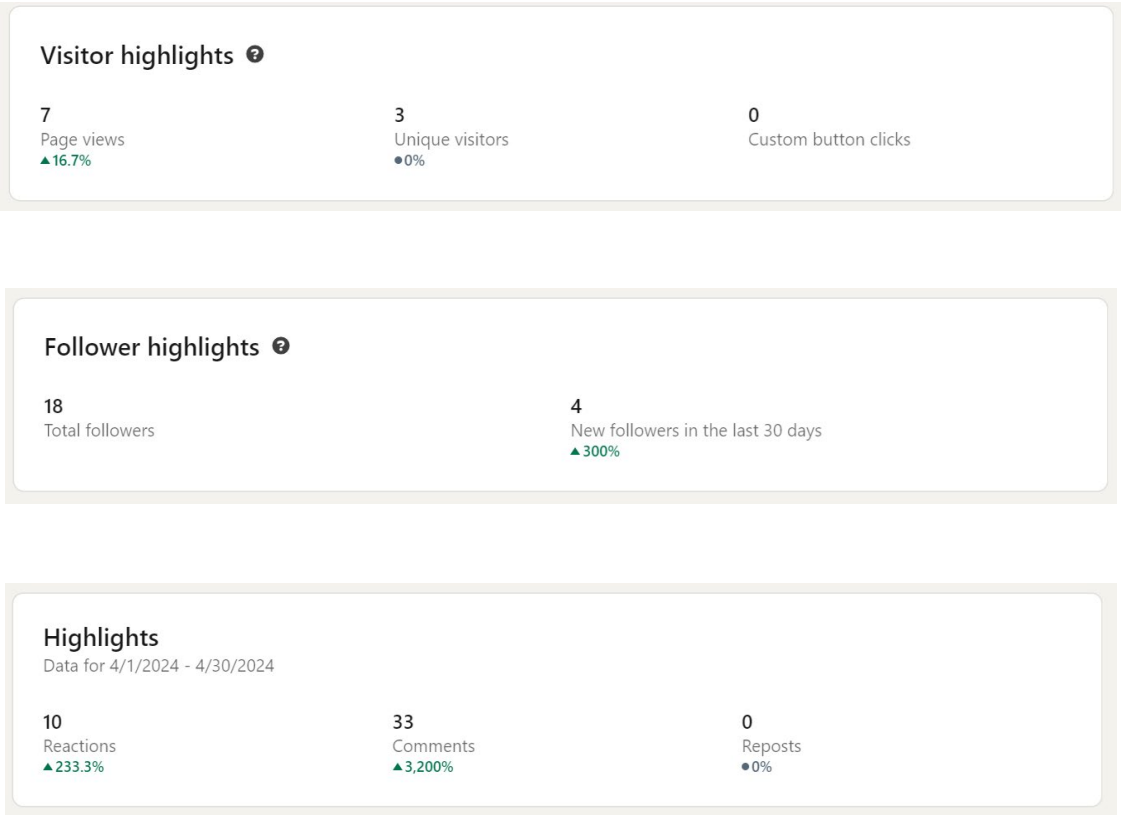 Visitor highlights
7
Page views
▲16.7%
3
Unique visitors
●0%
0
Custom button clicks
Follower highlights
18
Total followers
4
New followers in the last 30 days
▲300%
Highlights
Data for 4/1/2024 - 4/30/2024
10
Reactions
▲233.3%
33
Comments
▲3,200%
0
Reposts
●0%